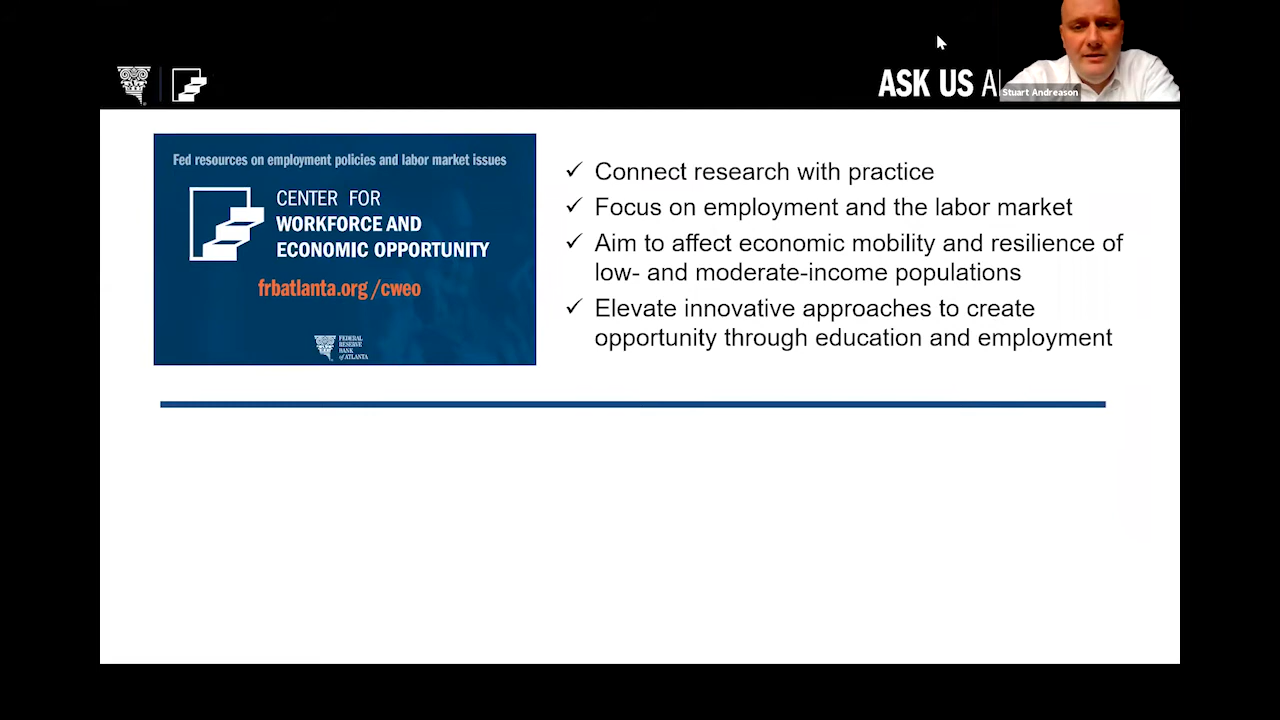 ASK US A
Stuart Andreason
Fed resources on employment policies and labor market issues
CENTER FOR
WORKFORCE AND
ECONOMIC OPPORTUNITY
frbatlanta.org/cweo
FEDERAL
RESERVE
BANK
of ATLANTA
✓ Connect research with practice
✓ Focus on employment and the labor market
✓ Aim to affect economic mobility and resilience of
low- and moderate-income populations
✓ Elevate innovative approaches to create
opportunity through education and employment